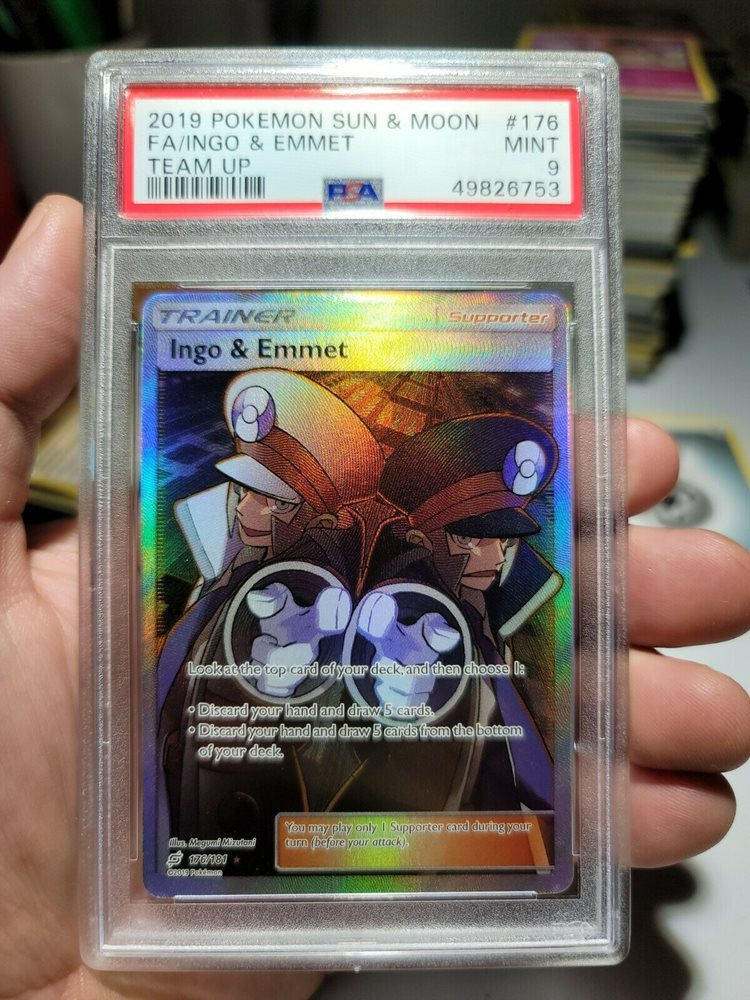 2019 POKEMON SUN & MOON #176
FA/INGO & EMMET MINT
TEAM UP 9
PSA 49826753
TRAINER Supporter
Ingo & Emmet
Look at the top card of your deck, and then choose 1:
• Discard your hand and draw 5 cards.
• Discard your hand and draw 5 cards from the bottom
of your deck.
You may play only 1 Supporter card during your
turn (before your attack).
Illus. Megumi Mizutani
176/181
©2019 Pokémon